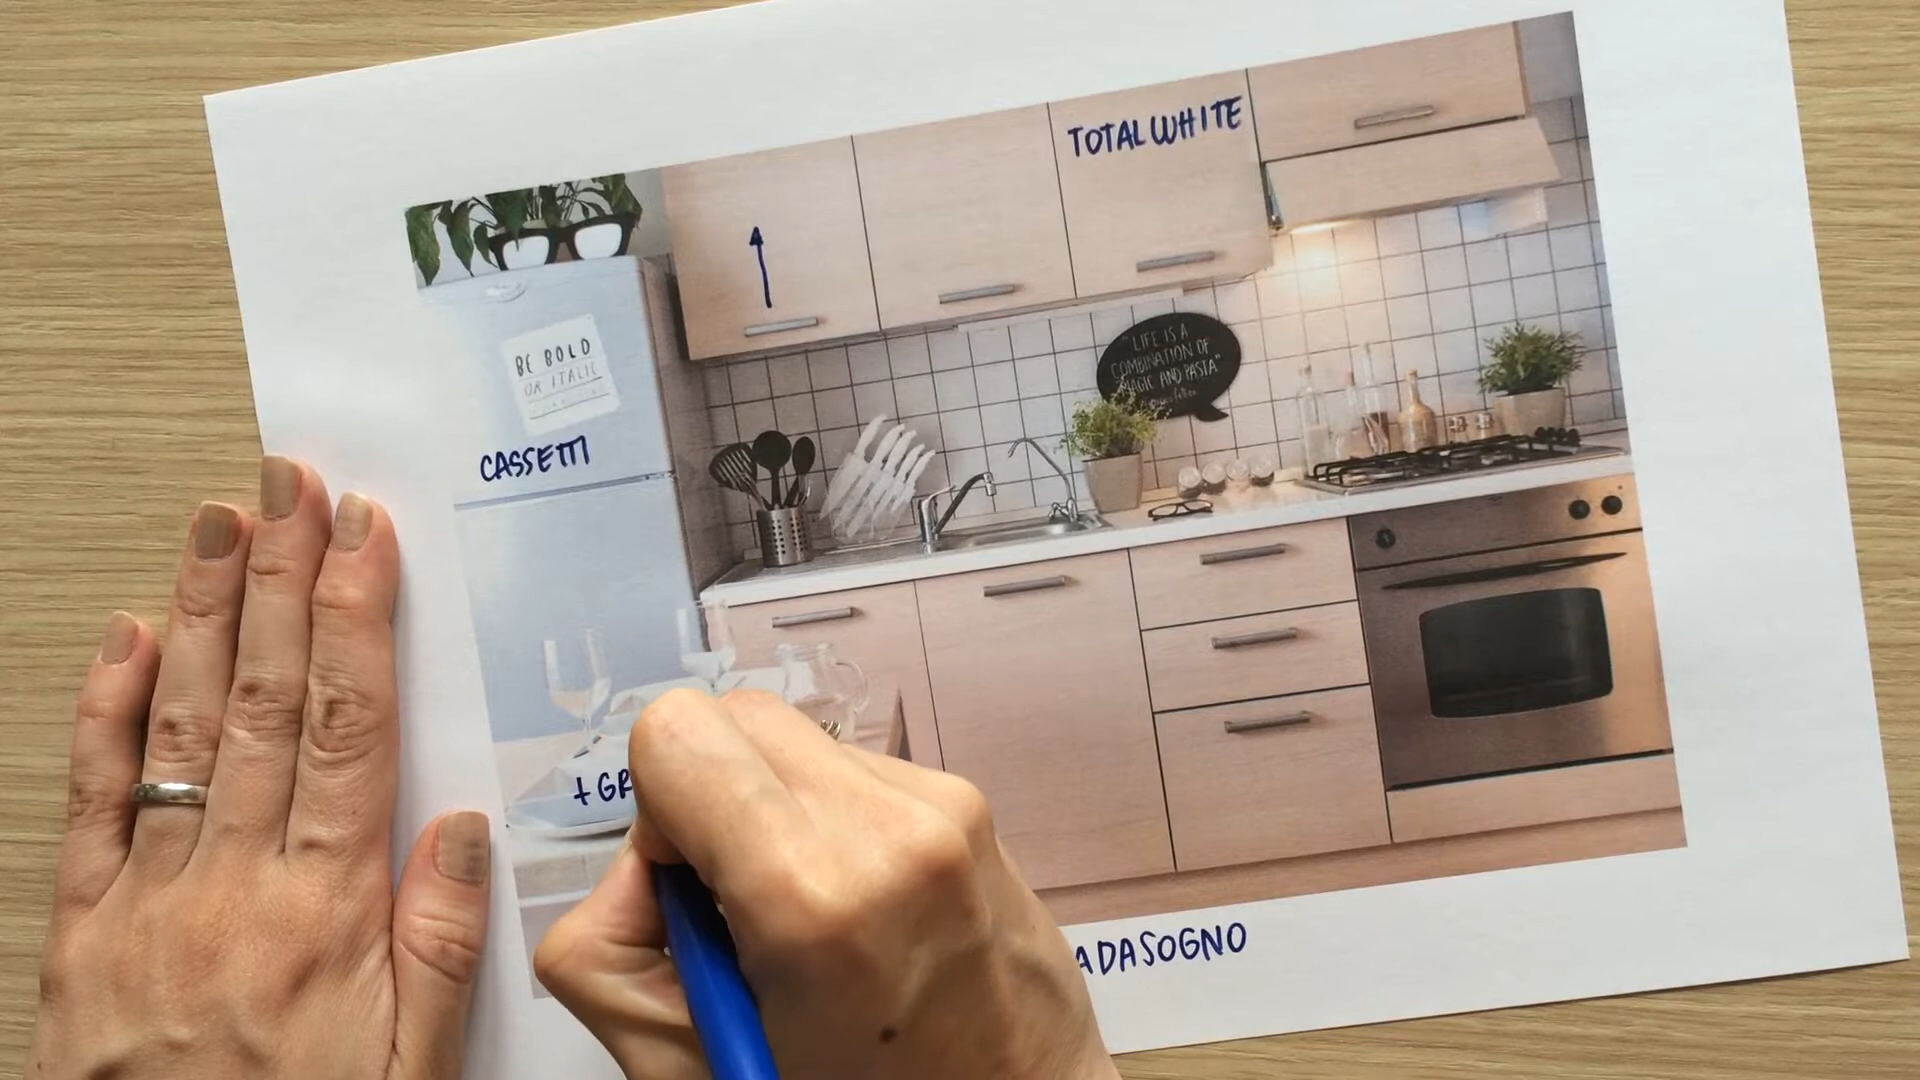 TOTAL WHITE
BE BOLD
OR ITALIC
"LIFE IS A
COMBINATION OF
MAGIC AND PASTA"
CASSETTI
+ GR
ADASOGNO